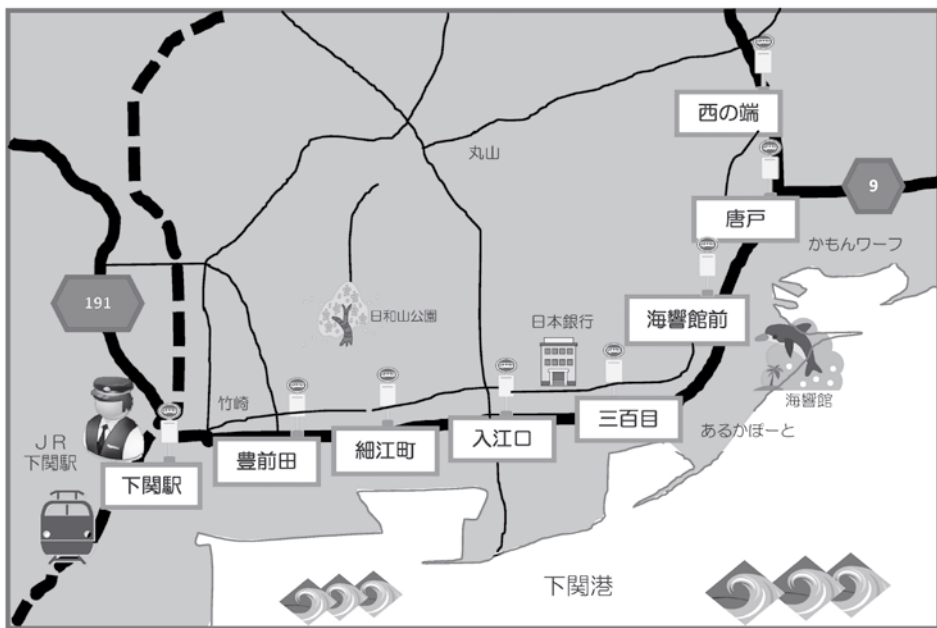 西の端
丸山
9
唐戸
かもんワーフ
191
日和山公園
日本銀行
海響館前
海響館
竹崎
三百目
あるかぽーと
JR
下関駅
豊前田
細江町
入江口
下関駅
下関港